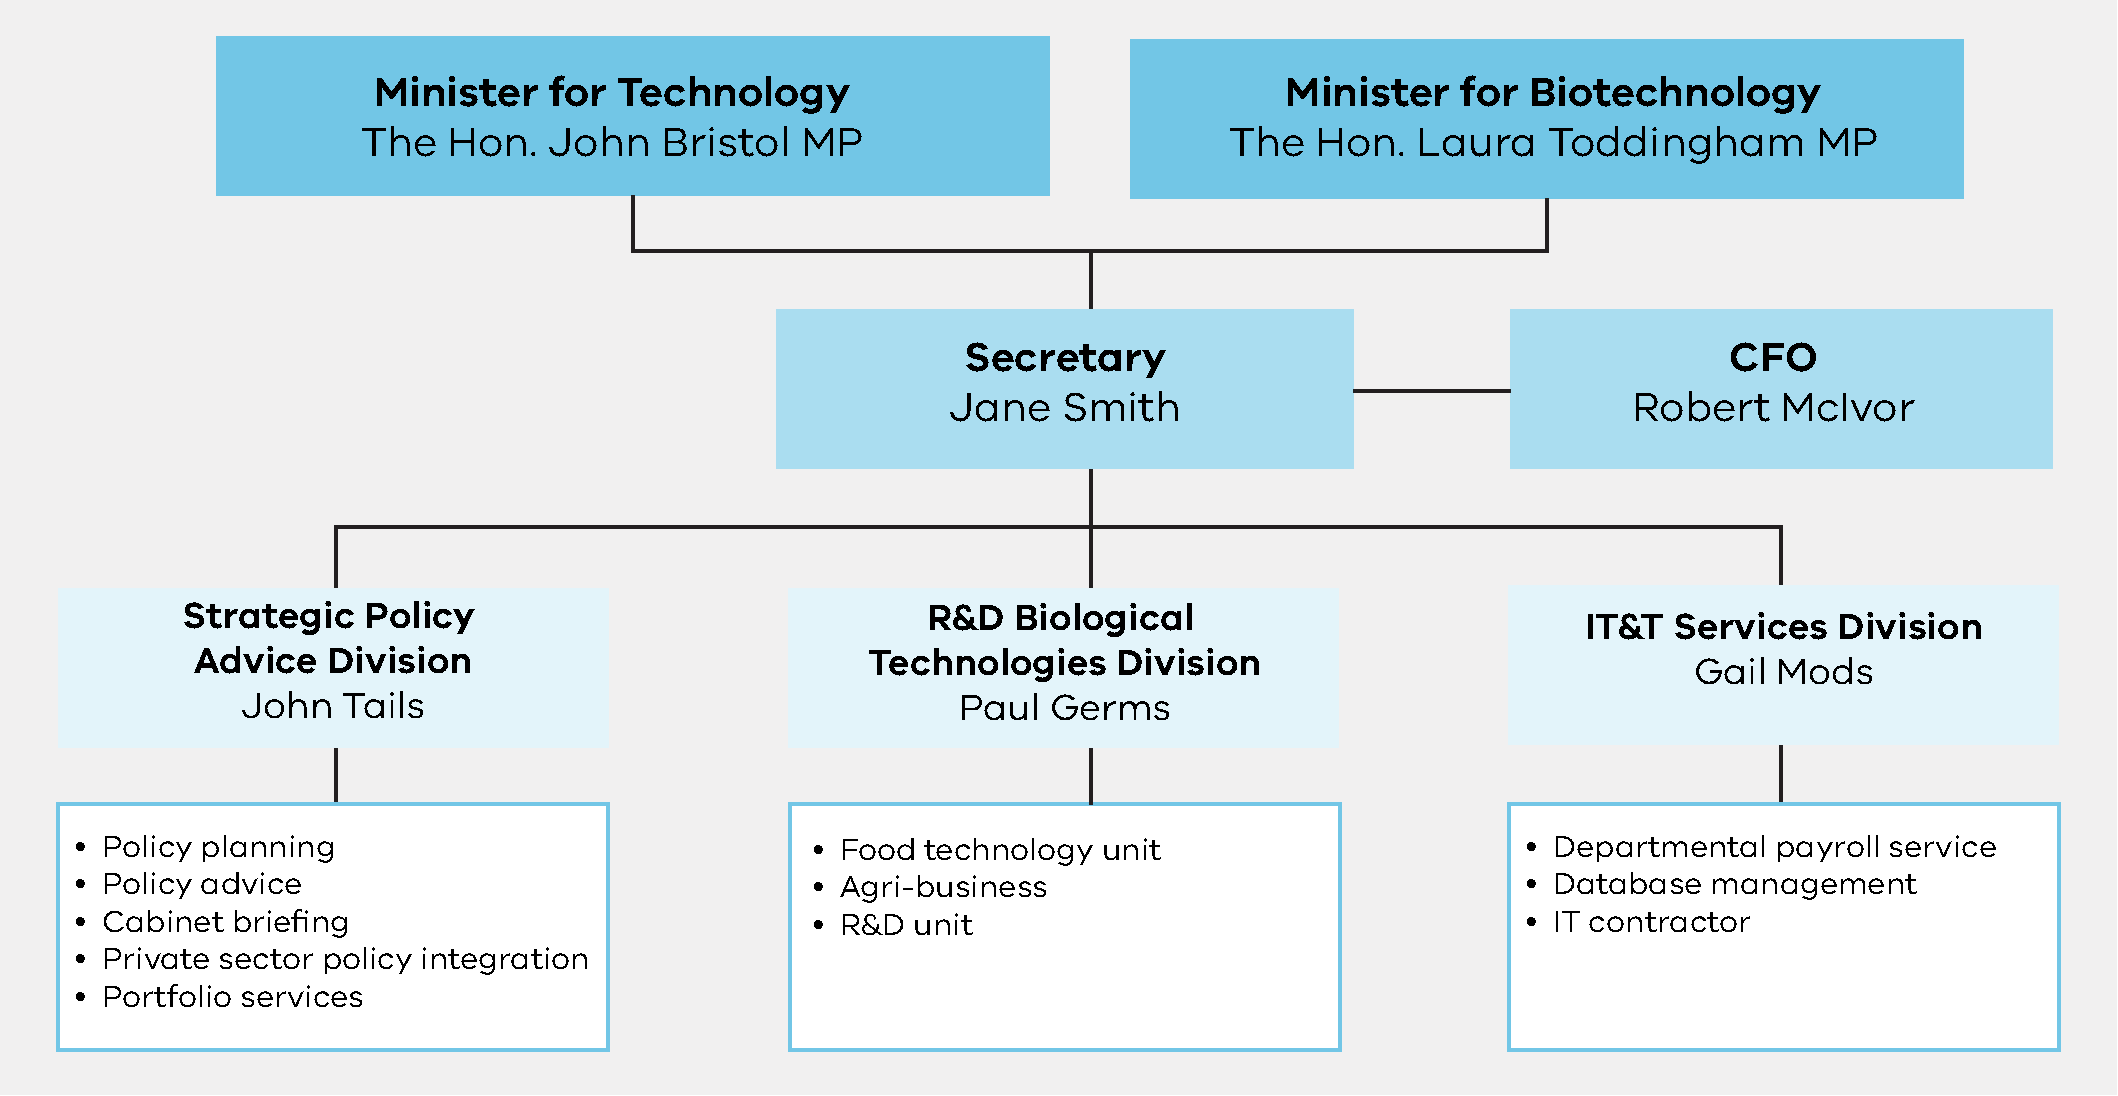 Minister for Technology
The Hon. John Bristol MP
Minister for Biotechnology
The Hon. Laura Toddingham MP
Secretary
Jane Smith
CFO
Robert McIvor
Strategic Policy
Advice Division
John Tails
R&D Biological
Technologies Division
Paul Germs
IT&T Services Division
Gail Mods
• Policy planning
• Policy advice
• Cabinet briefing
• Private sector policy integration
• Portfolio services
• Food technology unit
• Agri-business
• R&D unit
• Departmental payroll service
• Database management
• IT contractor